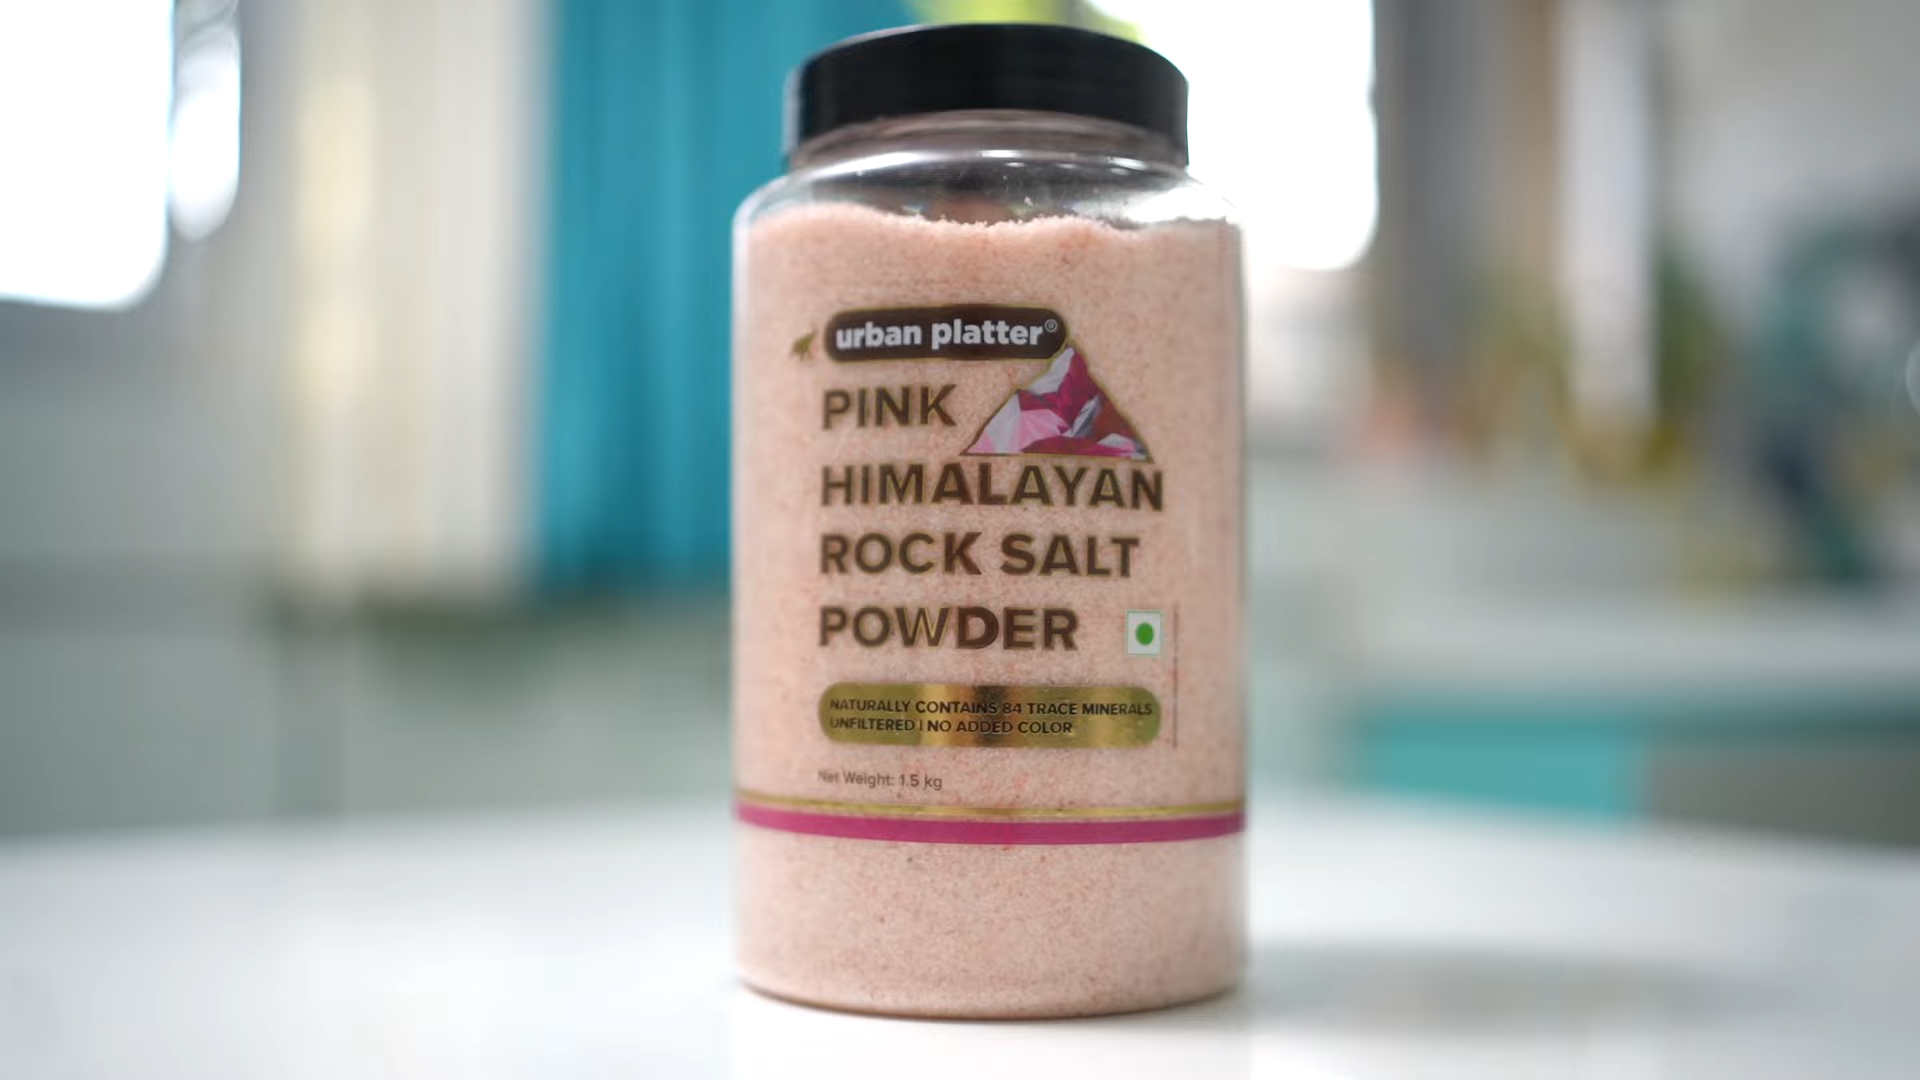 urban platter®
PINK
HIMALAYAN
ROCK SALT
POWDER
NATURALLY CONTAINS 84 TRACE MINERALS
UNFILTERED | NO ADDED COLOR
Net Weight: 1.5 kg